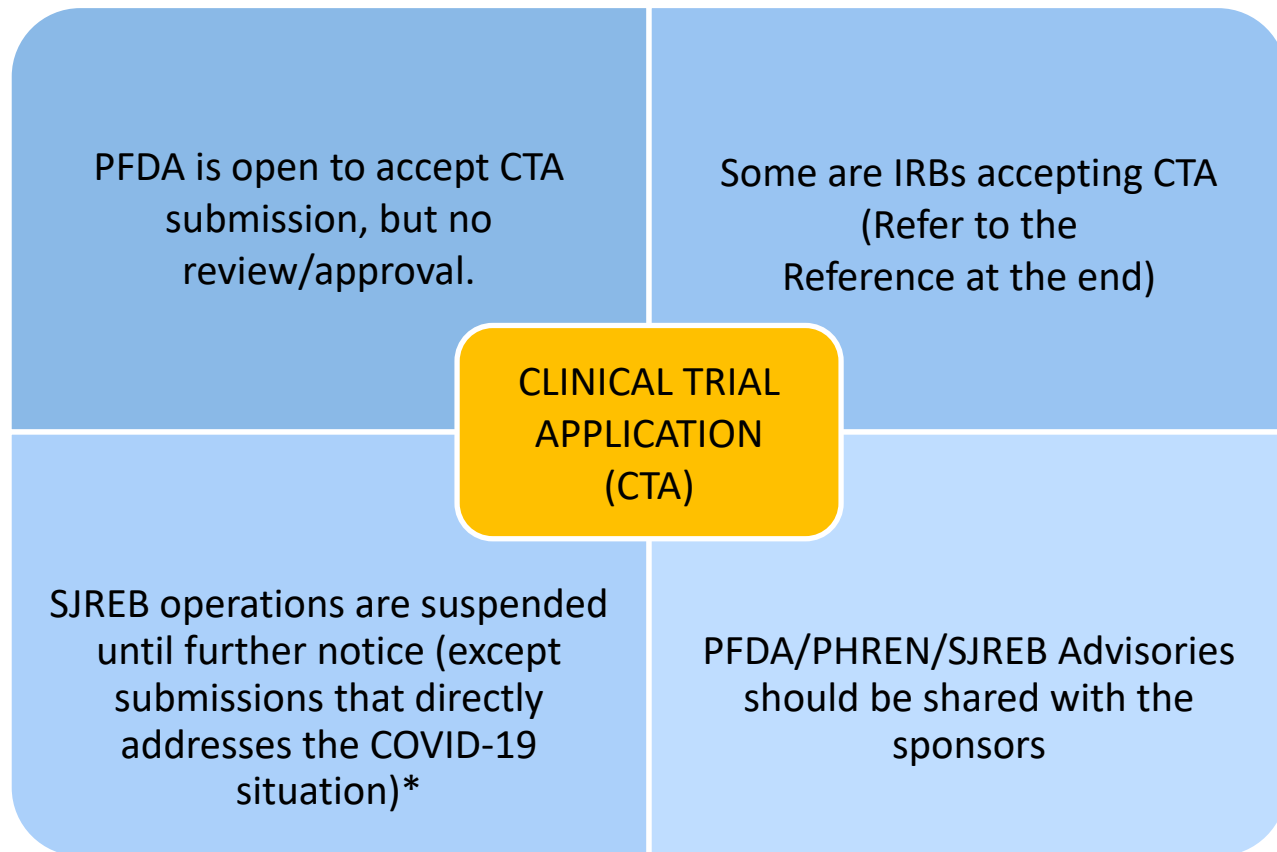 PFDA is open to accept CTA
submission, but no
review/approval.
Some are IRBs accepting CTA
(Refer to the
Reference at the end)
CLINICAL TRIAL
APPLICATION
(CTA)
SJREB operations are suspended
until further notice (except
submissions that directly
addresses the COVID-19
situation)*
PFDA/PHREN/SJREB Advisories
should be shared with the
sponsors